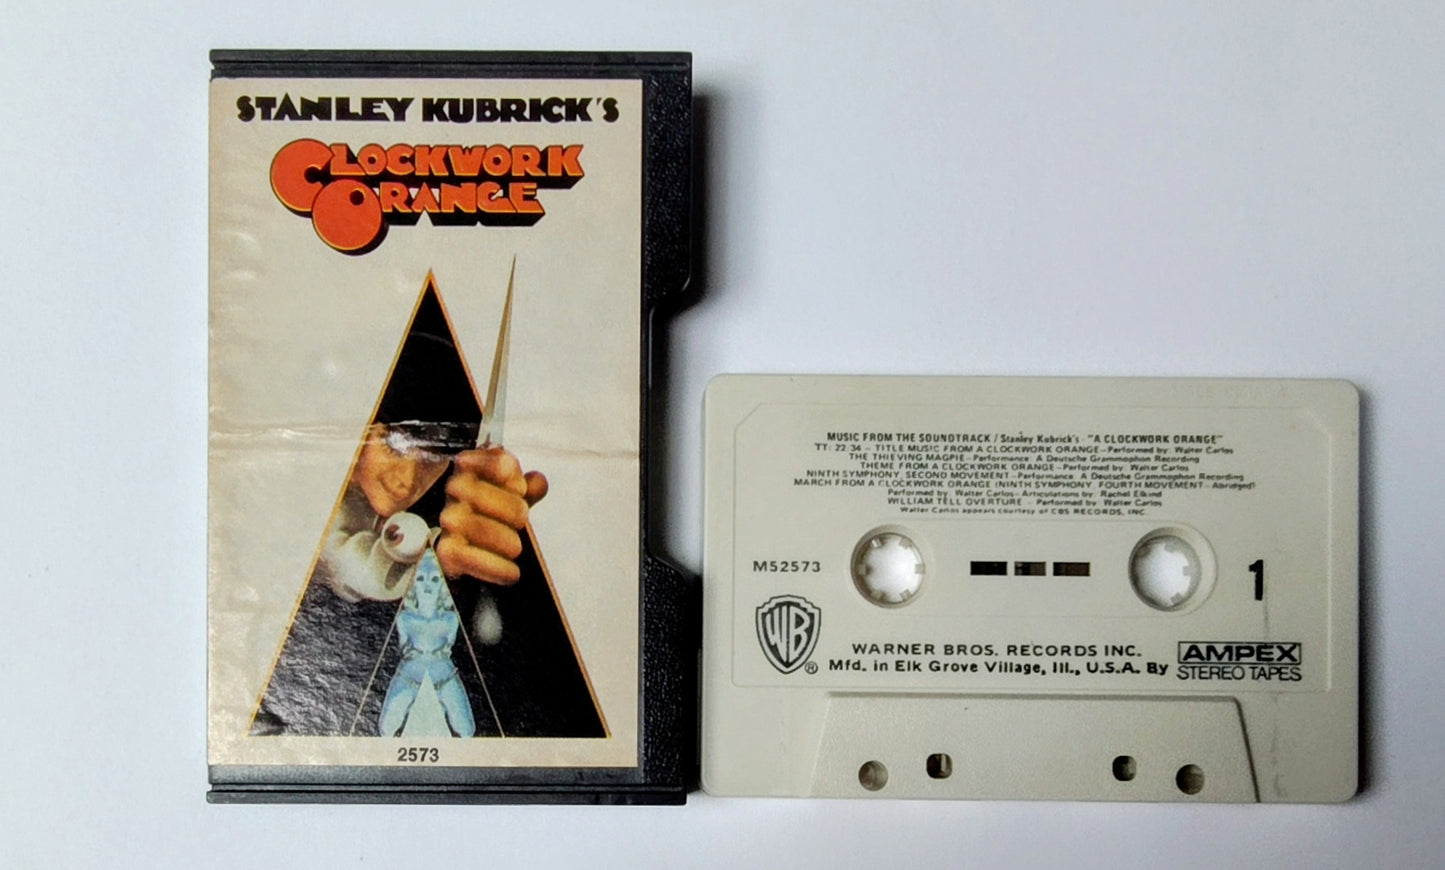 STANLEY KUBRICK'S
CLOCKWORK
ORANGE
2573
MUSIC FROM THE SOUNDTRACK / Stanley Kubrick's - "A CLOCKWORK ORANGE"
TT: 22:34 – TITLE MUSIC FROM A CLOCKWORK ORANGE – Performed by: Walter Carlos
THE THIEVING MAGPIE – Performance: A Deutsche Grammophon Recording
THEME FROM A CLOCKWORK ORANGE – Performed by: Walter Carlos
NINTH SYMPHONY, SECOND MOVEMENT – Performance: A Deutsche Grammophon Recording
MARCH FROM A CLOCKWORK ORANGE (NINTH SYMPHONY, FOURTH MOVEMENT – Abridged)
Performed by: Walter Carlos – Articulations by: Rachel Elkind
WILLIAM TELL OVERTURE – Performed by: Walter Carlos
Walter Carlos appears courtesy of CBS RECORDS, INC.
M52573
1
WB ®
WARNER BROS. RECORDS INC.
Mfd. in Elk Grove Village, Ill., U.S.A. By
AMPEX
STEREO TAPES